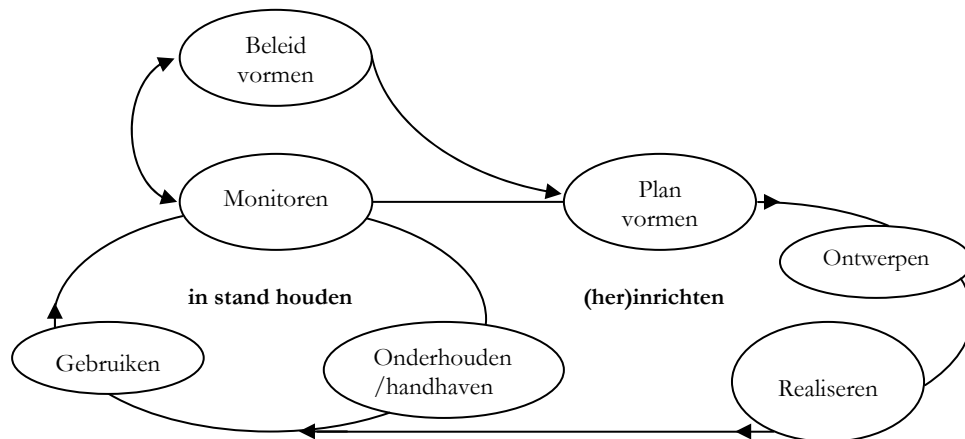 Beleid
vormen
Monitoren
Plan
vormen
Ontwerpen
in stand houden
(her)inrichten
Gebruiken
Onderhouden
/handhaven
Realiseren